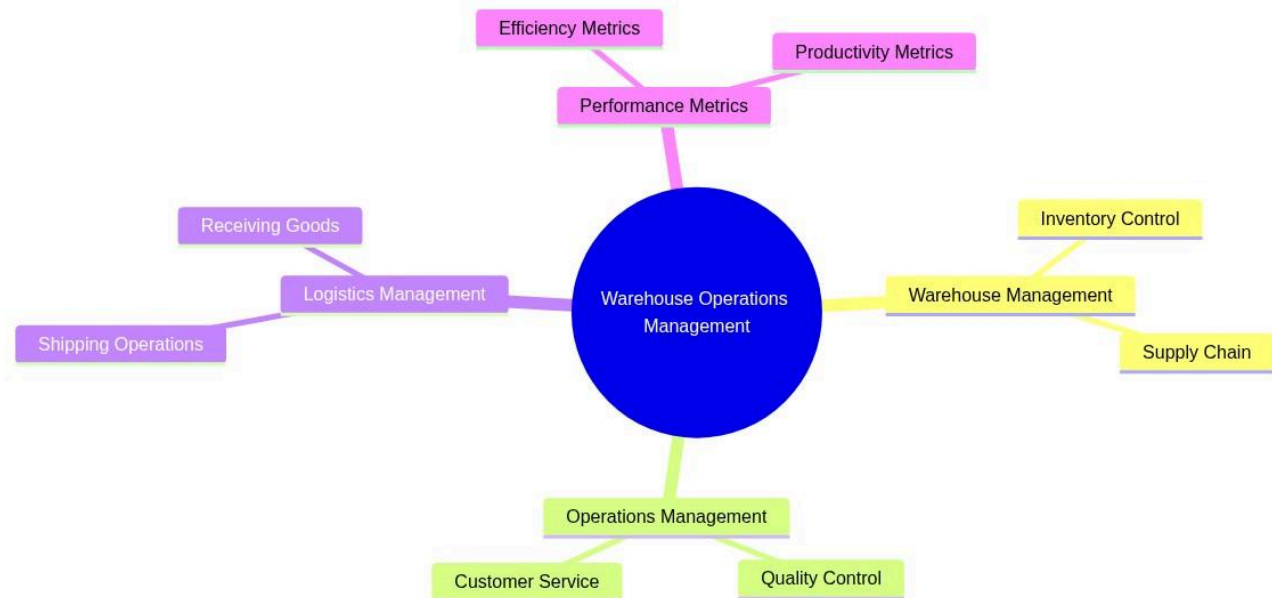 Efficiency Metrics
Productivity Metrics
Performance Metrics
Receiving Goods
Inventory Control
Logistics Management
Warehouse Operations
Management
Warehouse Management
Shipping Operations
Supply Chain
Operations Management
Customer Service
Quality Control